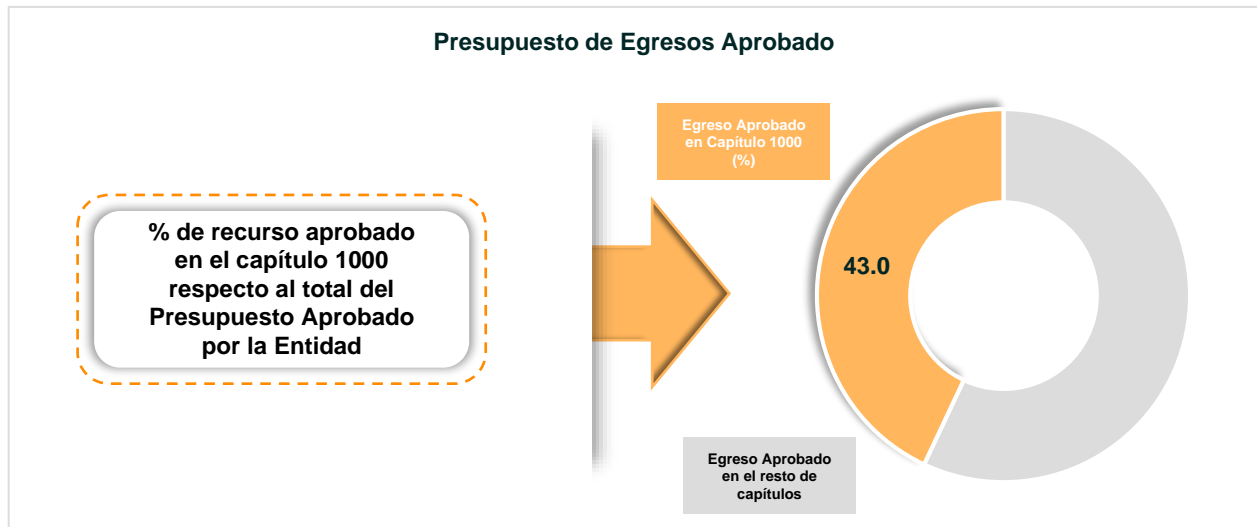 Presupuesto de Egresos Aprobado
Egreso Aprobado
en Capítulo 1000
(%)
% de recurso aprobado
en el capítulo 1000
respecto al total del
Presupuesto Aprobado
por la Entidad
43.0
Egreso Aprobado
en el resto de
capítulos